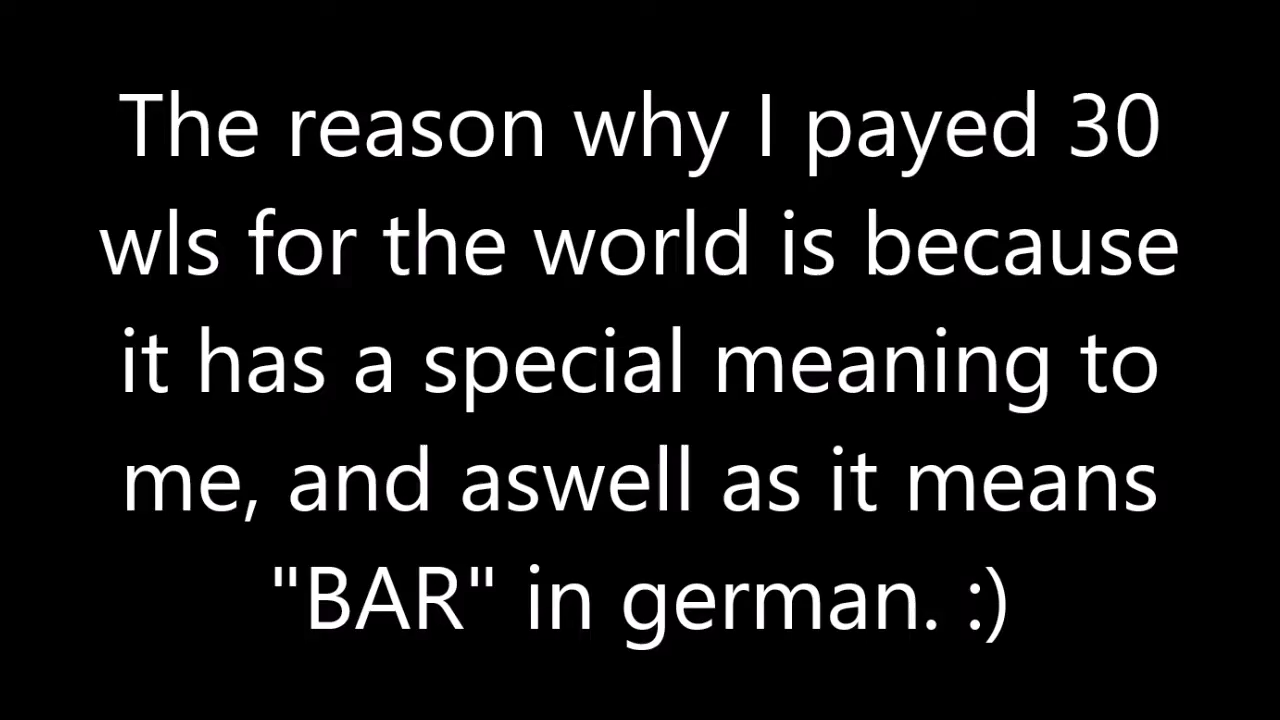 The reason why I payed 30
wls for the world is because
it has a special meaning to
me, and aswell as it means
"BAR" in german. :)